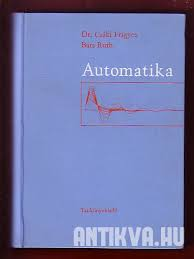 Dr. Csáki Frigyes
Bars Ruth
Automatika
Tankönyvkiadó
ANTIKVA.HU